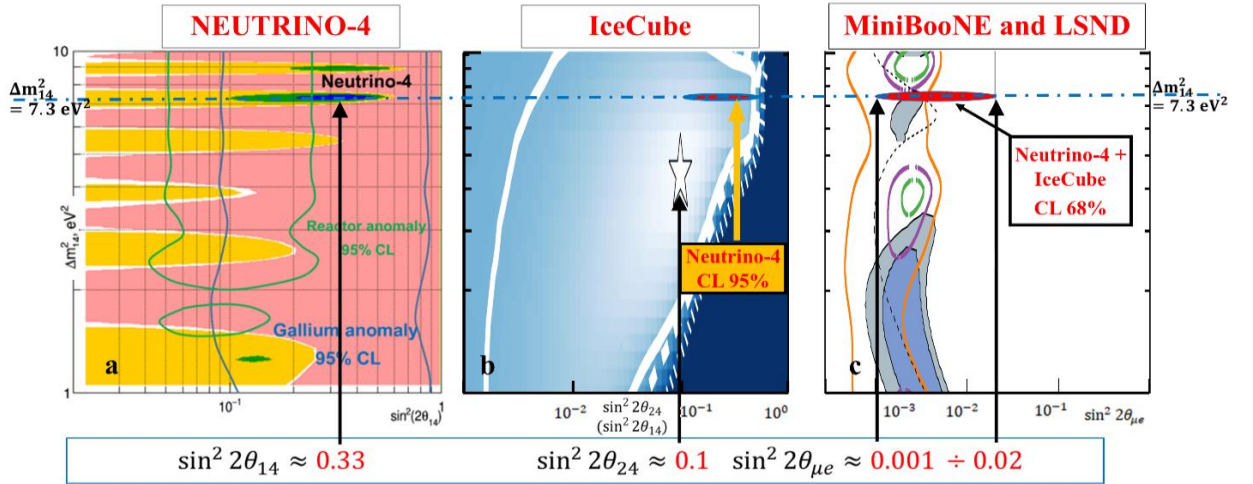 NEUTRINO-4
IceCube
MiniBooNE and LSND
10
Δm²₁₄
= 7.3 eV²
Neutrino-4
Δm²₁₄, eV²
Reactor anomaly
95% CL
Gallium anomaly
95% CL
a
1
10⁻¹
1
sin²(2θ₁₄)
b
Neutrino-4
CL 95%
10⁻²
sin² 2θ₂₄
(sin² 2θ₁₄)
10⁻¹
10⁰
Δm²₁₄
= 7.3 eV²
Neutrino-4 +
IceCube
CL 68%
c
10⁻³
10⁻²
10⁻¹
sin² 2θμe
sin² 2θ₁₄ ≈ 0.33
sin² 2θ₂₄ ≈ 0.1
sin² 2θμe ≈ 0.001 ÷ 0.02